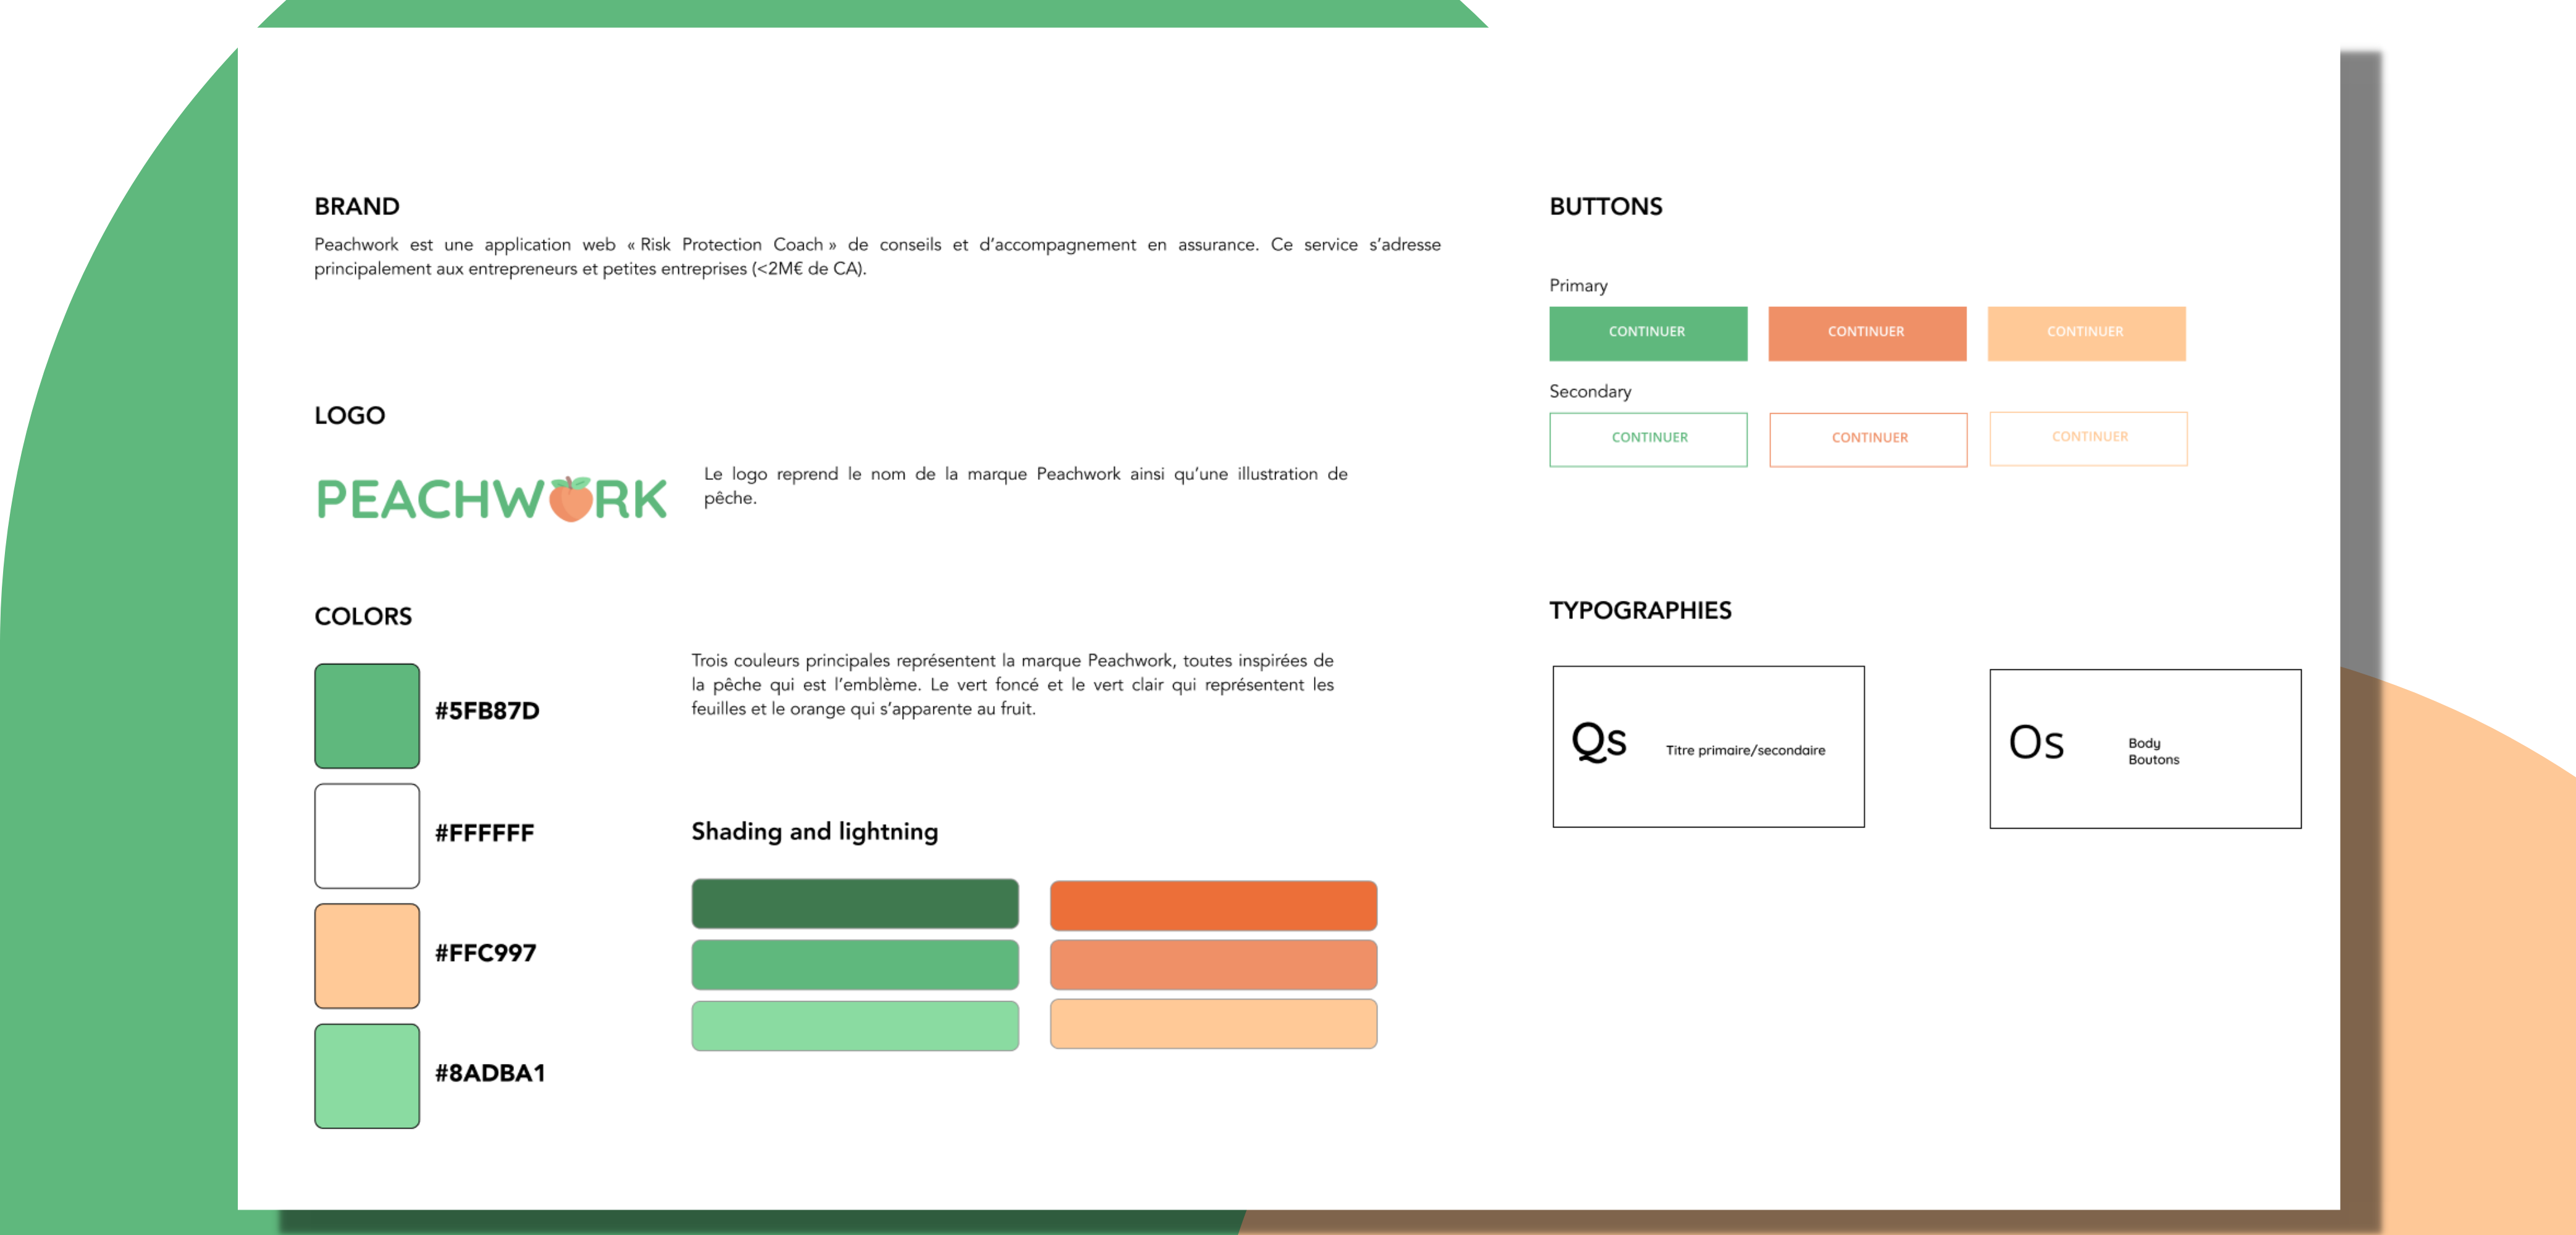 BRAND
Peachwork est une application web « Risk Protection Coach » de conseils et d’accompagnement en assurance. Ce service s’adresse
principalement aux entrepreneurs et petites entreprises (<2M€ de CA).
LOGO
PEACHWORK
Le logo reprend le nom de la marque Peachwork ainsi qu’une illustration de
pêche.
COLORS
#5FB87D
#FFFFFF
#FFC997
#8ADBA1
Trois couleurs principales représentent la marque Peachwork, toutes inspirées de
la pêche qui est l’emblème. Le vert foncé et le vert clair qui représentent les
feuilles et le orange qui s’apparente au fruit.
Shading and lightning
BUTTONS
Primary
CONTINUER
CONTINUER
CONTINUER
Secondary
CONTINUER
CONTINUER
CONTINUER
TYPOGRAPHIES
Qs
Titre primaire/secondaire
Os
Body
Boutons